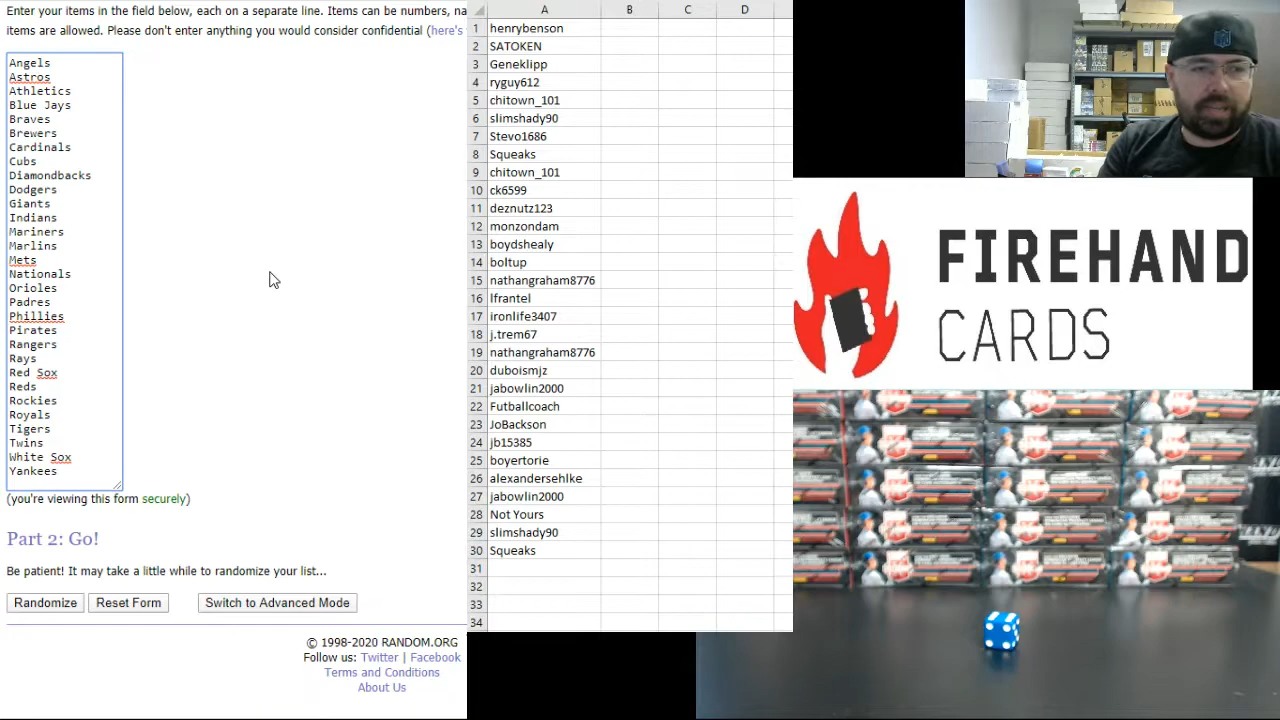 Enter your items in the field below, each on a separate line. Items can be numbers, na
items are allowed. Please don't enter anything you would consider confidential (here's
Angels
Astros
Athletics
Blue Jays
Braves
Brewers
Cardinals
Cubs
Diamondbacks
Dodgers
Giants
Indians
Mariners
Marlins
Mets
Nationals
Orioles
Padres
Phillies
Pirates
Rangers
Rays
Red Sox
Reds
Rockies
Royals
Tigers
Twins
White Sox
Yankees
(you're viewing this form securely)
Part 2: Go!
Be patient! It may take a little while to randomize your list...
Randomize Reset Form Switch to Advanced Mode
© 1998-2020 RANDOM.ORG
Follow us: Twitter | Facebook
Terms and Conditions
About Us
A B C D
1 henrybenson
2 SATOKEN
3 Geneklipp
4 ryguy612
5 chitown_101
6 slimshady90
7 Stevo1686
8 Squeaks
9 chitown_101
10 ck6599
11 deznutz123
12 monzondam
13 boydshealy
14 boltup
15 nathangraham8776
16 lfrantel
17 ironlife3407
18 j.trem67
19 nathangraham8776
20 duboismjz
21 jabowlin2000
22 Futballcoach
23 JoBackson
24 jb15385
25 boyertorie
26 alexandersehlke
27 jabowlin2000
28 Not Yours
29 slimshady90
30 Squeaks
31
32
33
34
FIREHAND
CARDS